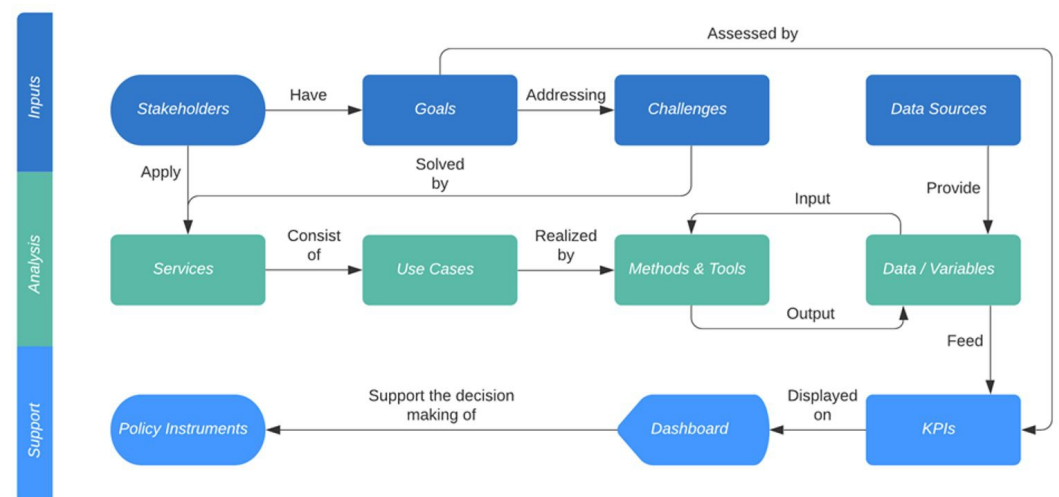 Assessed by
Inputs
Stakeholders
Have
Goals
Addressing
Challenges
Data Sources
Apply
Solved
by
Provide
Input
Analysis
Services
Consist
of
Use Cases
Realized
by
Methods & Tools
Data / Variables
Output
Feed
Support
Policy Instruments
Support the decision
making of
Dashboard
Displayed
on
KPIs